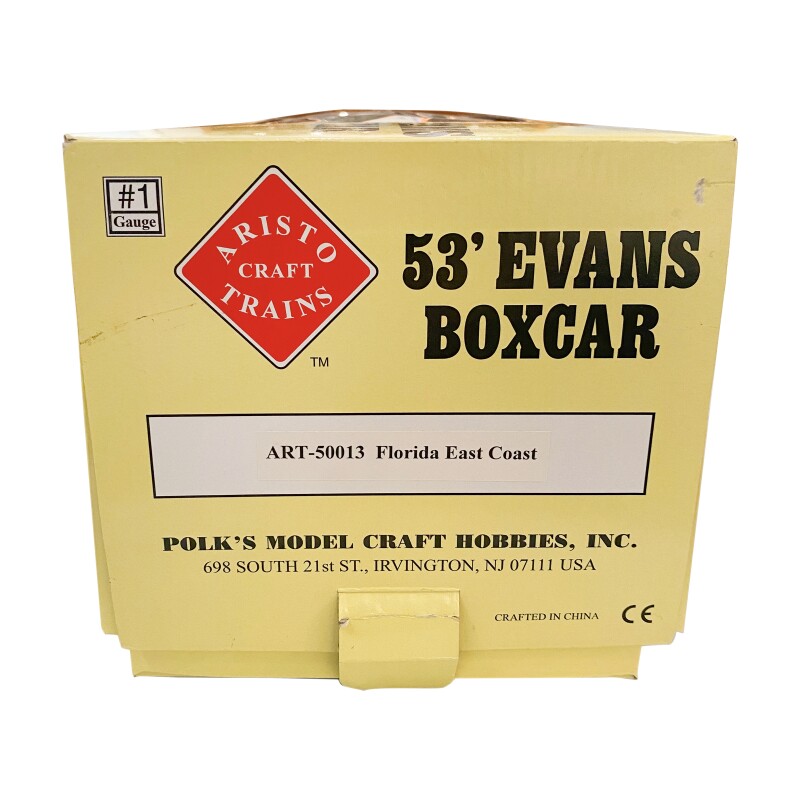 #1
Gauge
ARISTO
CRAFT
TRAINS
TM
53' EVANS
BOXCAR
ART-50013 Florida East Coast
POLK'S MODEL CRAFT HOBBIES, INC.
698 SOUTH 21st ST., IRVINGTON, NJ 07111 USA
CRAFTED IN CHINA CE